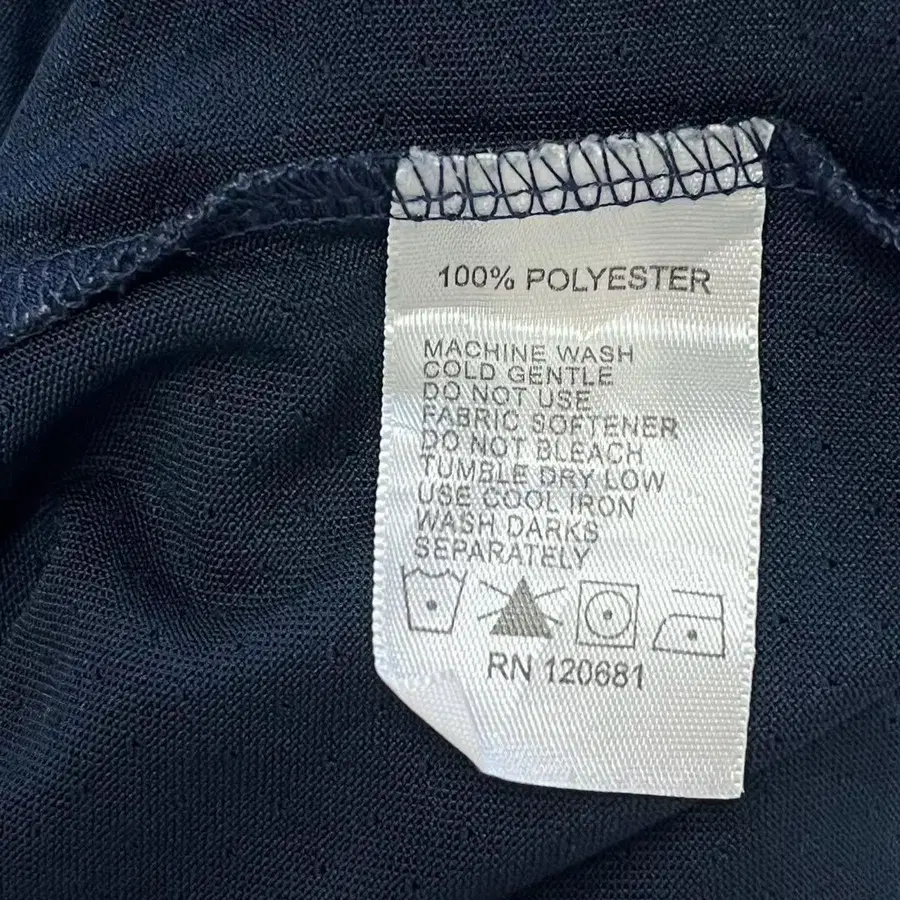 100% POLYESTER
MACHINE WASH
COLD GENTLE
DO NOT USE
FABRIC SOFTENER
DO NOT BLEACH
TUMBLE DRY LOW
USE COOL IRON
WASH DARKS
SEPARATELY
RN 120681